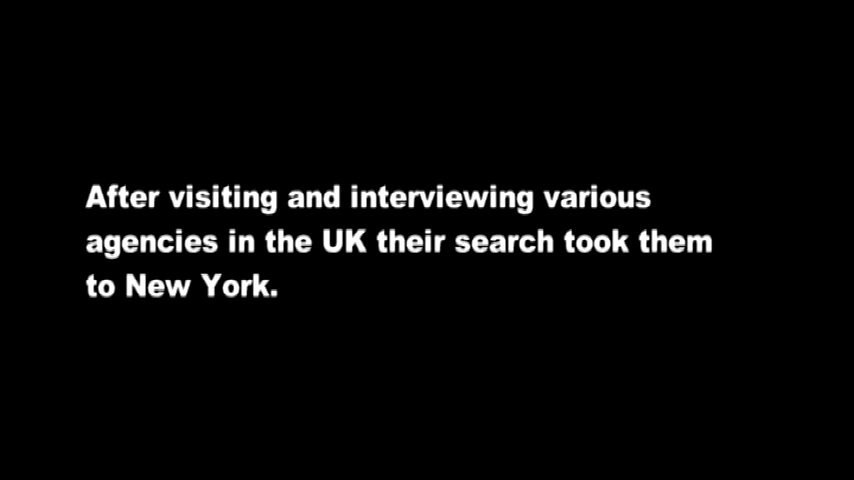 After visiting and interviewing various
agencies in the UK their search took them
to New York.